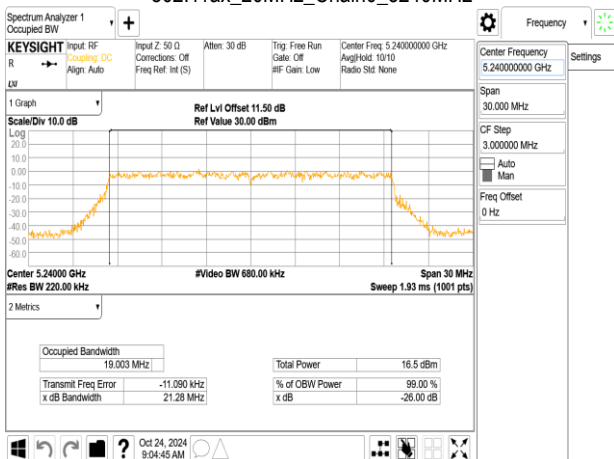 Spectrum Analyzer 1
Occupied BW
Frequency
KEYSIGHT
R
Input: RF
Coupling: DC
Align: Auto
Input Z: 50 Ω
Corrections: Off
Freq Ref: Int (S)
Atten: 30 dB
Trig: Free Run
Gate: Off
#IF Gain: Low
Center Freq: 5.240000000 GHz
Avg|Hold: 10/10
Radio Std: None
LXI
Center Frequency
5.240000000 GHz
Settings
Span
30.000 MHz
CF Step
3.000000 MHz
Auto
Man
Freq Offset
0 Hz
1 Graph
Scale/Div 10.0 dB
Ref Lvl Offset 11.50 dB
Ref Value 30.00 dBm
Log
20.0
10.0
0.00
-10.0
-20.0
-30.0
-40.0
-50.0
-60.0
Center 5.24000 GHz
#Video BW 680.00 kHz
Span 30 MHz
#Res BW 220.00 kHz
Sweep 1.93 ms (1001 pts)
2 Metrics
Occupied Bandwidth
19.003 MHz
Total Power 16.5 dBm
Transmit Freq Error -11.090 kHz
% of OBW Power 99.00 %
x dB Bandwidth 21.28 MHz
x dB -26.00 dB
?
Oct 24, 2024
9:04:45 AM